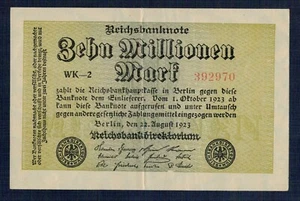 Reichsbanknote
Zehn Millionen
Mark
WK-2 392970
zahlt die Reichsbankhauptkasse in Berlin gegen diese
Banknote dem Einlieferer. Vom 1. Oktober 1923 ab
kann diese Banknote aufgerufen und unter Umtausch
gegen andere gesetzliche Zahlungsmittel eingezogen werden
Berlin, den 22. August 1923
Reichsbankdirektorium